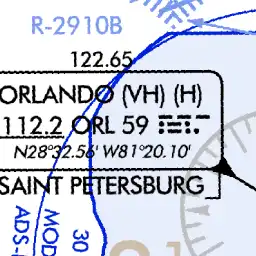 R-2910B
122.65
ORLANDO (VH) (H)
112.2 ORL 59
N28°32.56' W81°20.10'
SAINT PETERSBURG
MOD
ADS-
30